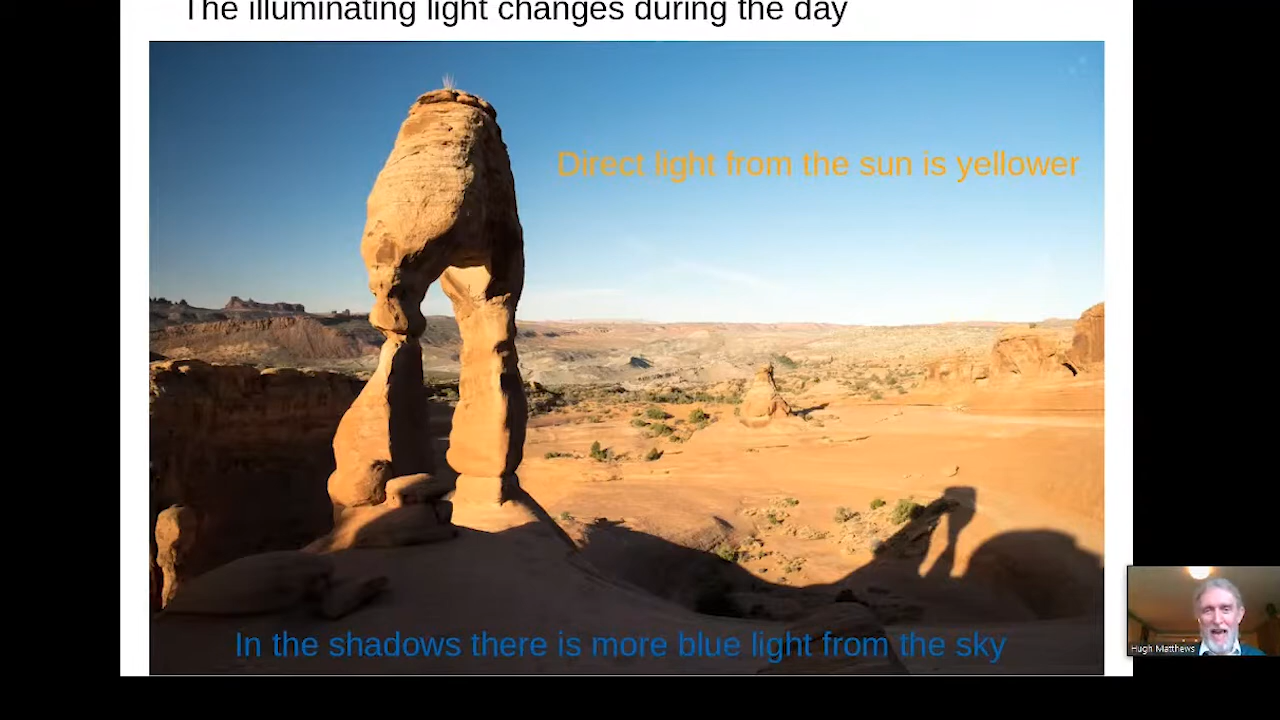 The illuminating light changes during the day
Direct light from the sun is yellower
In the shadows there is more blue light from the sky
Hugh Matthews